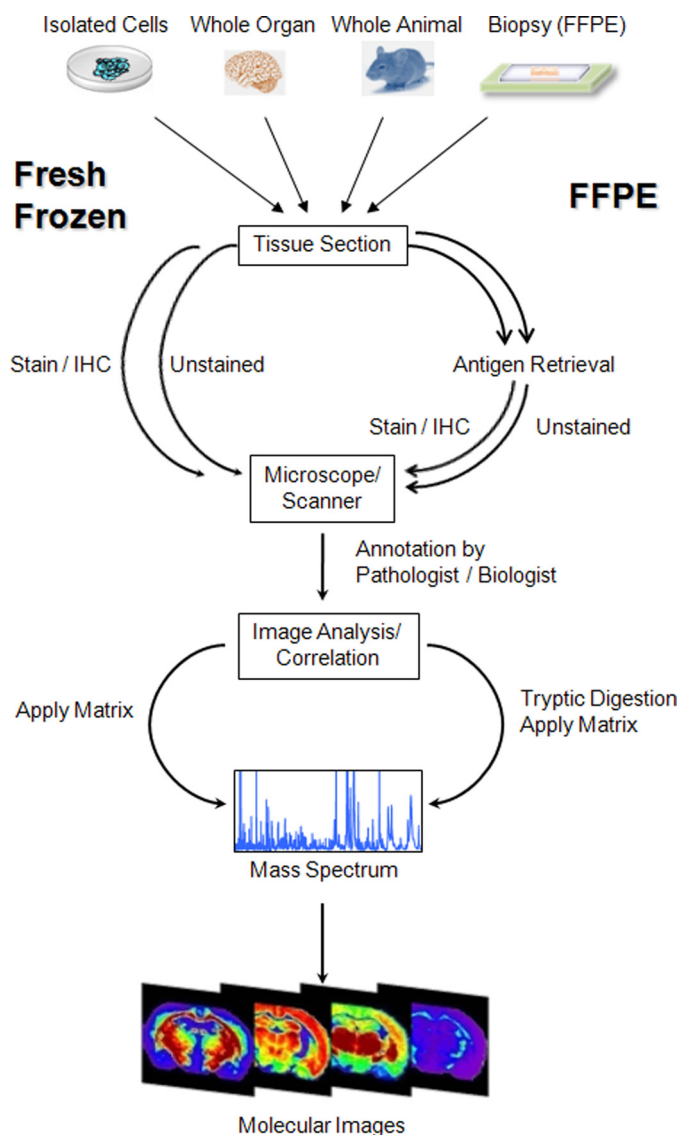 Isolated Cells
Whole Organ
Whole Animal
Biopsy (FFPE)
Fresh
Frozen
FFPE
Tissue Section
Stain / IHC
Unstained
Antigen Retrieval
Stain / IHC
Unstained
Microscope/
Scanner
Annotation by
Pathologist / Biologist
Image Analysis/
Correlation
Apply Matrix
Tryptic Digestion
Apply Matrix
Mass Spectrum
Molecular Images